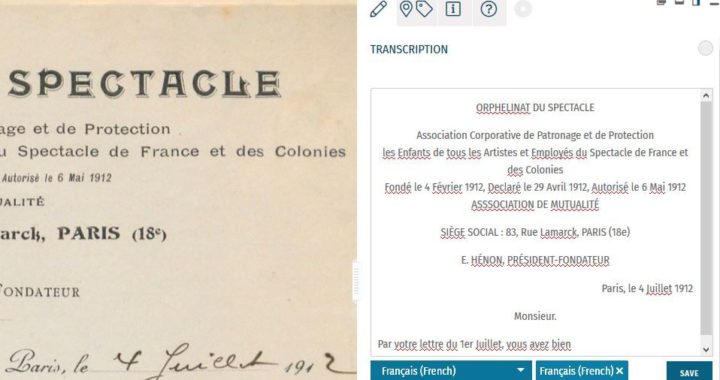 SPECTACLE
age et de Protection
u Spectacle de France et des Colonies
Autorisé le 6 Mai 1912
UALITÉ
arck, PARIS (18e)
FONDATEUR
Paris, le 4 Juillet 1912
TRANSCRIPTION
ORPHELINAT DU SPECTACLE
Association Corporative de Patronage et de Protection
les Enfants de tous les Artistes et Employés du Spectacle de France et
des Colonies
Fondé le 4 Février 1912, Declaré le 29 Avril 1912, Autorisé le 6 Mai 1912
ASSSOCIATION DE MUTUALITÉ
SIÈGE SOCIAL : 83, Rue Lamarck, PARIS (18e)
E. HÉNON, PRÉSIDENT-FONDATEUR
Paris, le 4 Juillet 1912
Monsieur.
Par votre lettre du 1er Juillet, vous avez bien
Français (French)
Français (French) ×
SAVE